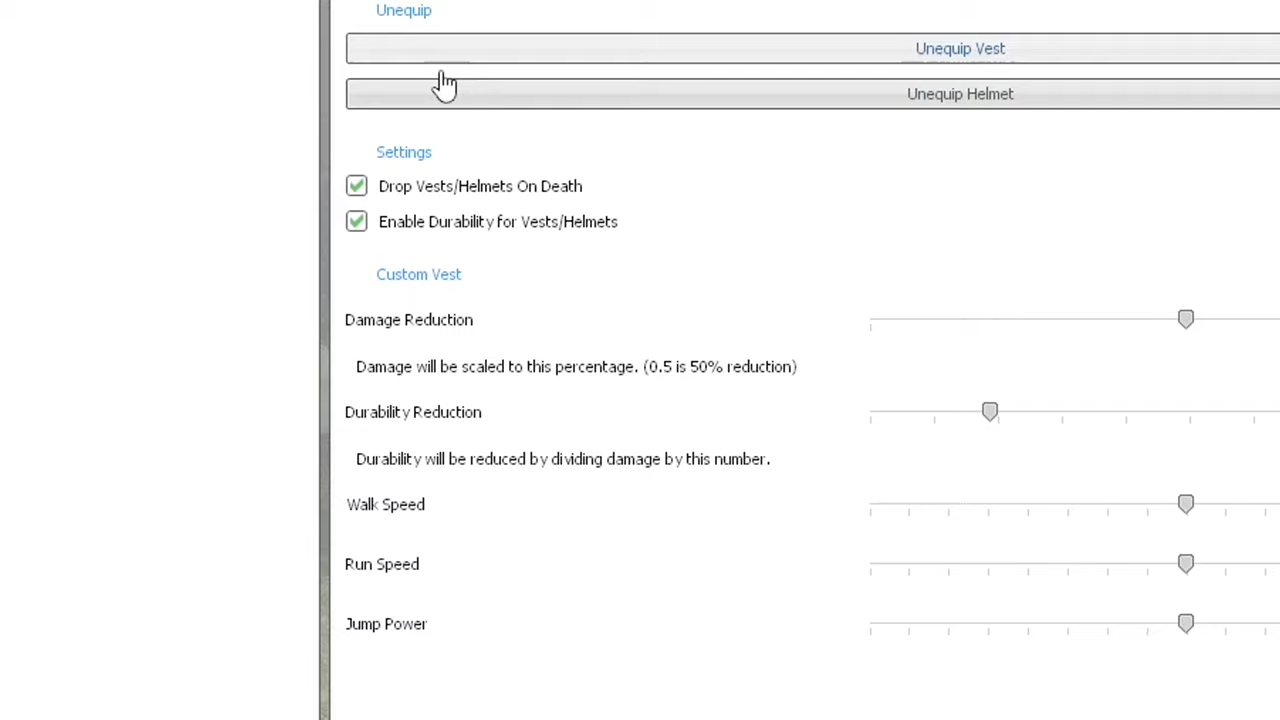 Unequip
Unequip Vest
Unequip Helmet
Settings
Drop Vests/Helmets On Death
Enable Durability for Vests/Helmets
Custom Vest
Damage Reduction
Damage will be scaled to this percentage. (0.5 is 50% reduction)
Durability Reduction
Durability will be reduced by dividing damage by this number.
Walk Speed
Run Speed
Jump Power